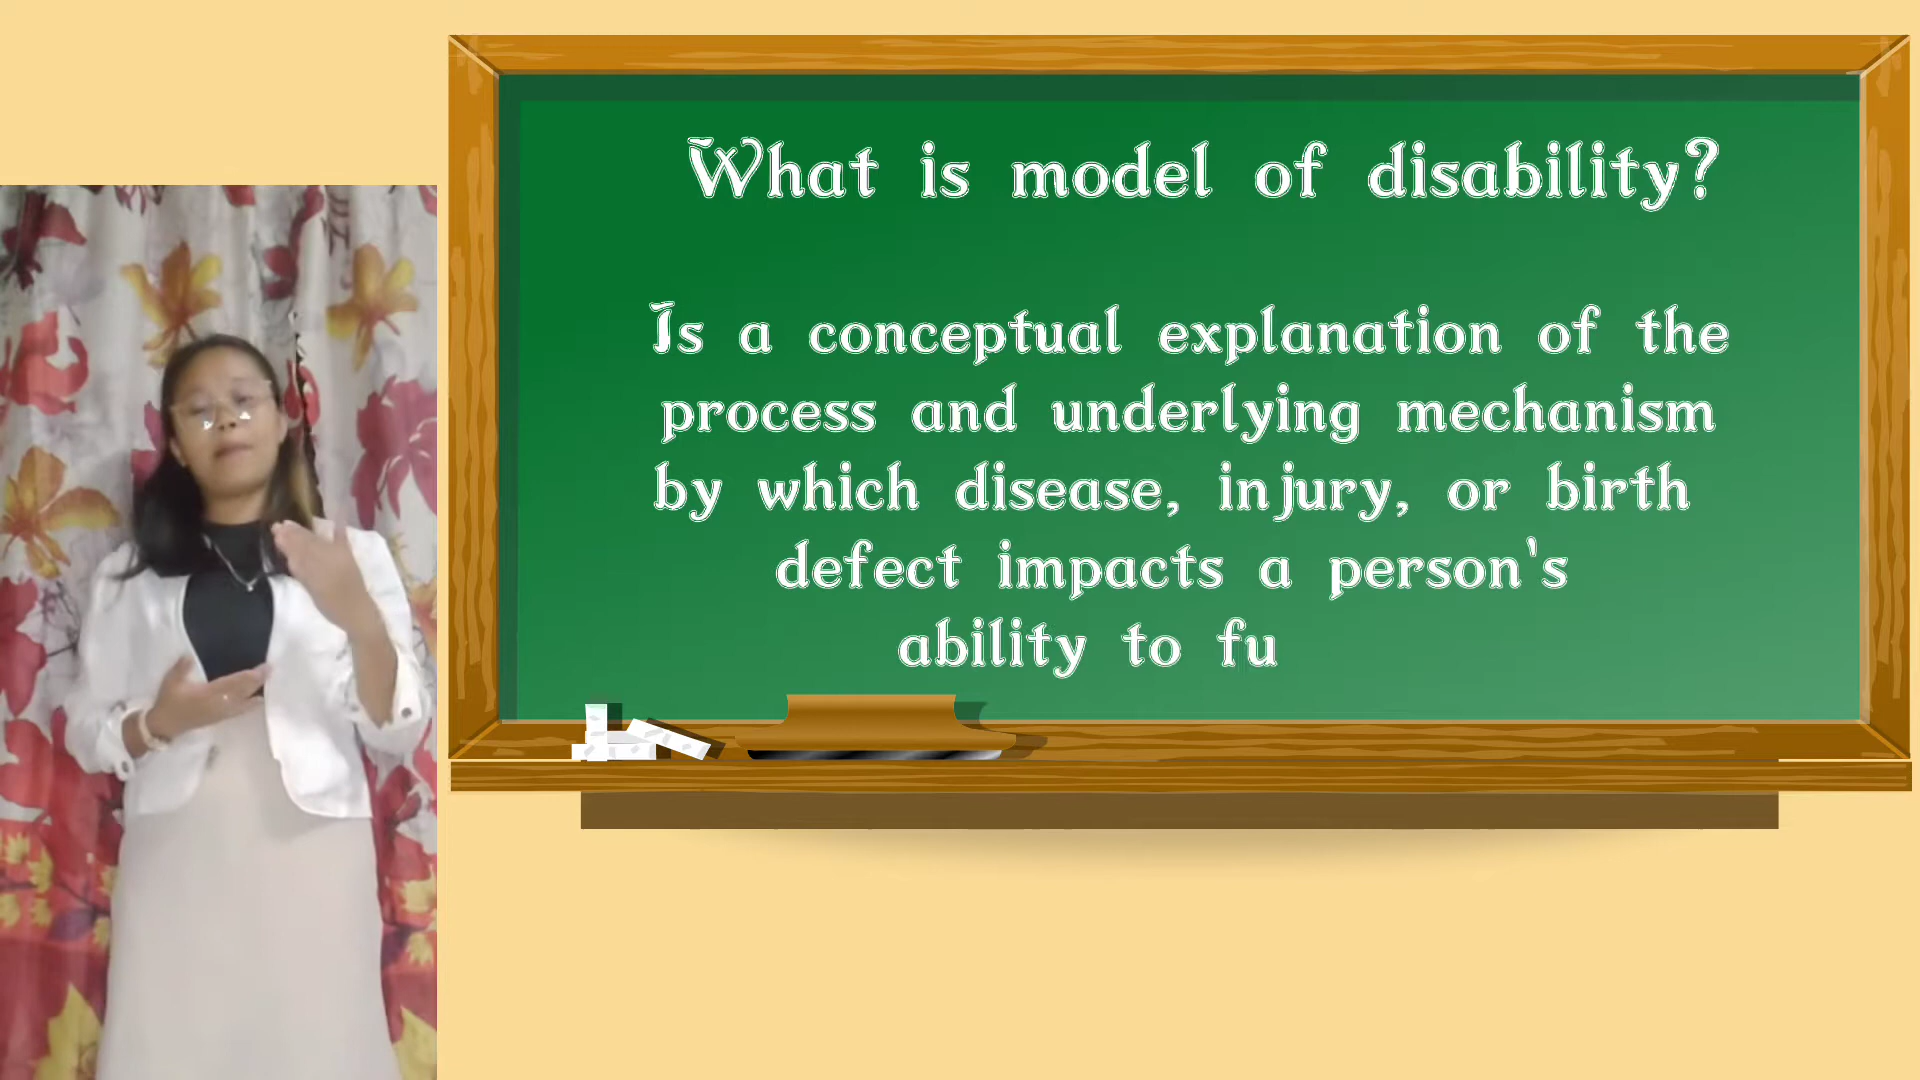 What is model of disability?
Is a conceptual explanation of the
process and underlying mechanism
by which disease, injury, or birth
defect impacts a person's
ability to fu